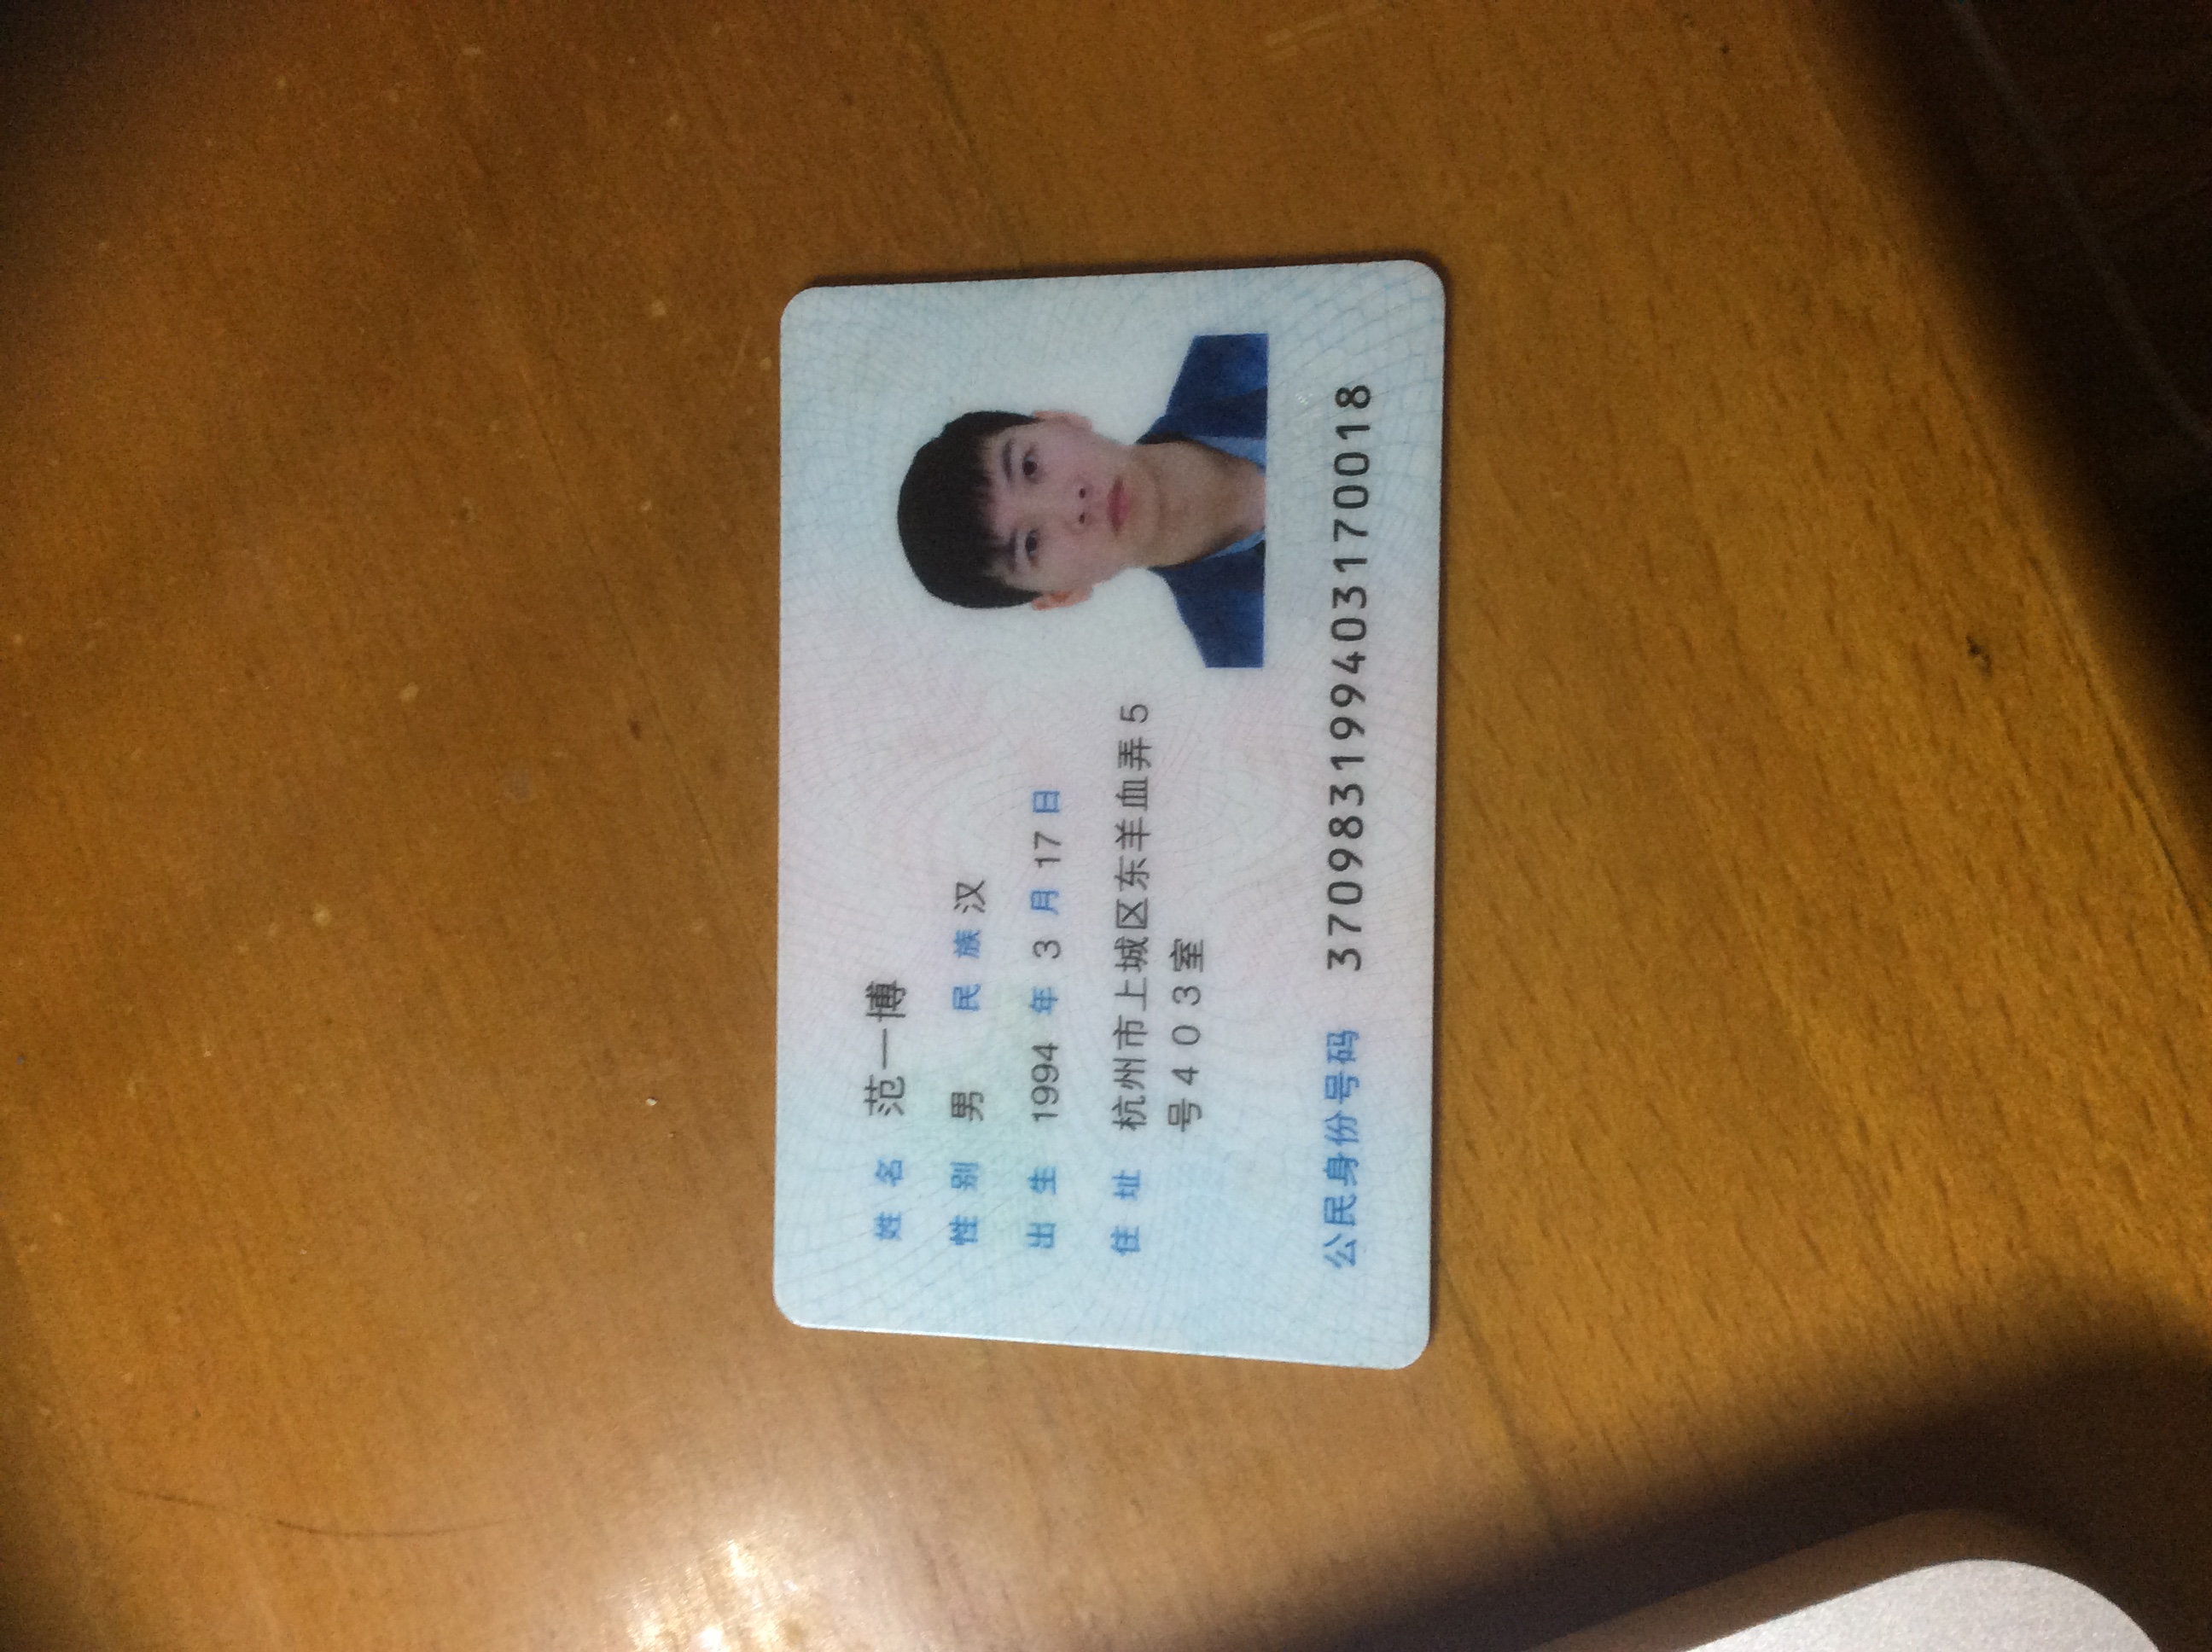 姓名 范一博
性别 男 民族 汉
出生 1994 年 3 月 17 日
住址 杭州市上城区东羊血弄5
号403室
公民身份号码 370983199403170018